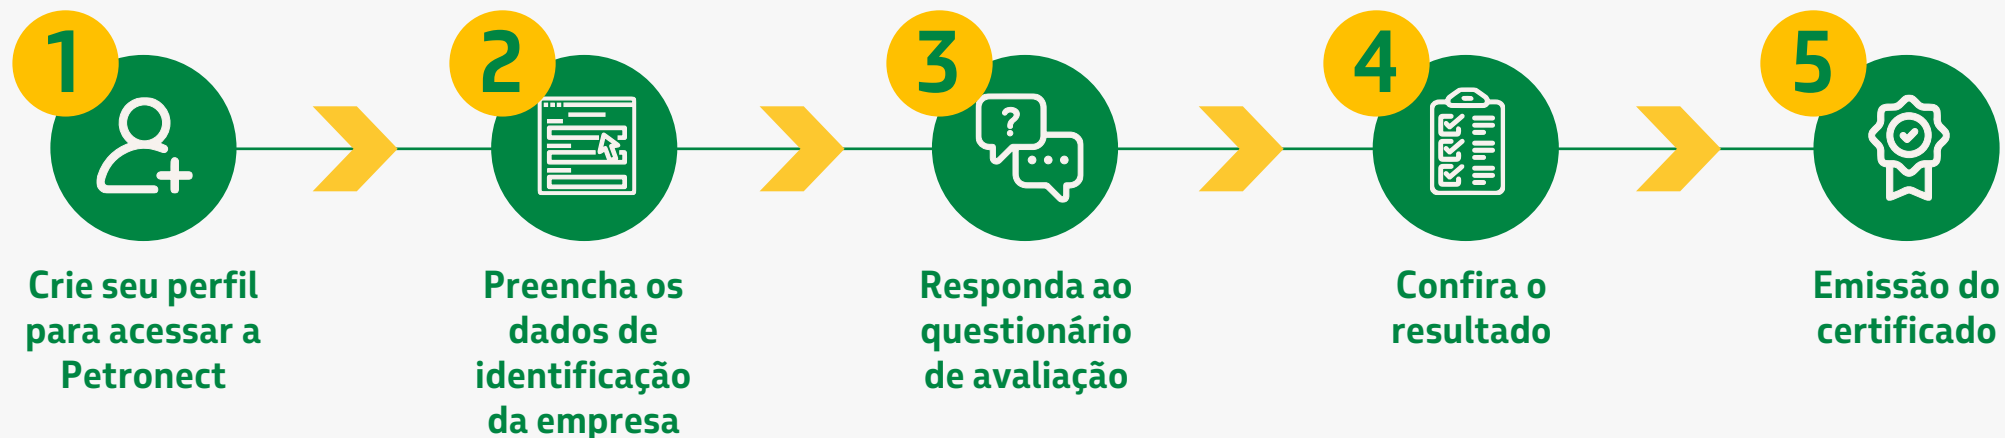 1
Crie seu perfil
para acessar a
Petronect
2
Preencha os
dados de
identificação
da empresa
3
?
Responda ao
questionário
de avaliação
4
Confira o
resultado
5
Emissão do
certificado